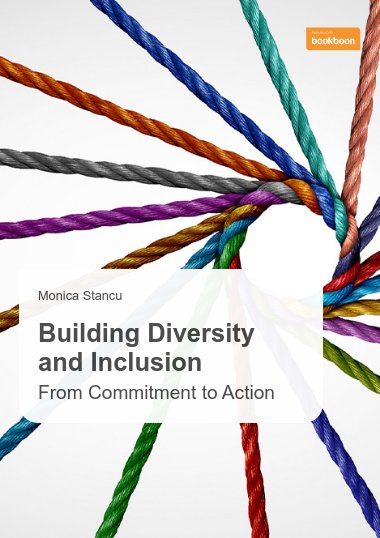 bookboon
Monica Stancu
Building Diversity
and Inclusion
From Commitment to Action